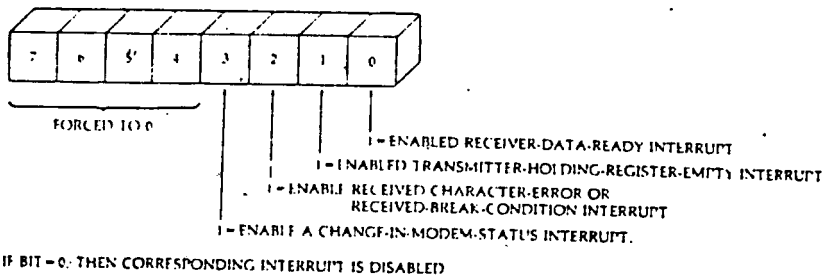 7 6 5 4 3 2 1 0
FORCED TO 0
1 = ENABLED RECEIVER-DATA-READY INTERRUPT
1 = ENABLED TRANSMITTER-HOLDING-REGISTER-EMPTY INTERRUPT
1 = ENABLE RECEIVED CHARACTER-ERROR OR
RECEIVED-BREAK-CONDITION INTERRUPT
1 = ENABLE A CHANGE-IN-MODEM-STATUS INTERRUPT.
IF BIT = 0, THEN CORRESPONDING INTERRUPT IS DISABLED